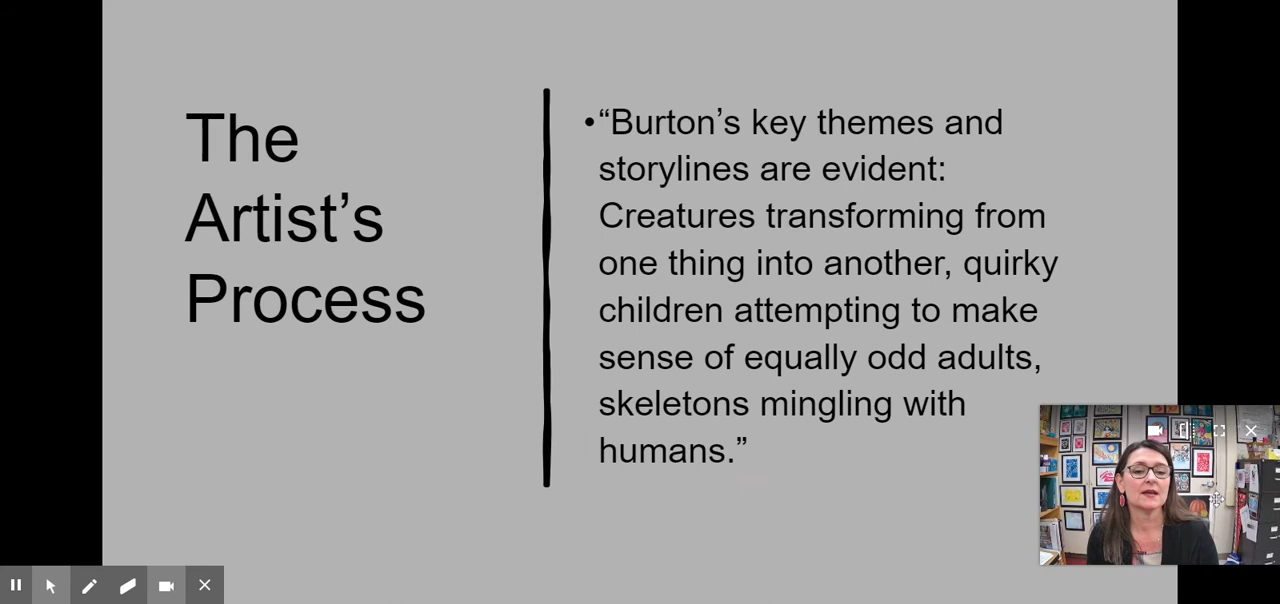 The
Artist’s
Process
•“Burton’s key themes and
storylines are evident:
Creatures transforming from
one thing into another, quirky
children attempting to make
sense of equally odd adults,
skeletons mingling with
humans.”